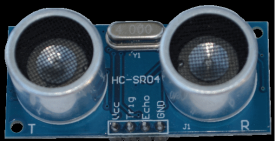 Y1
HC-SR04
Vcc
Trig
Echo
GND
T
J1
R